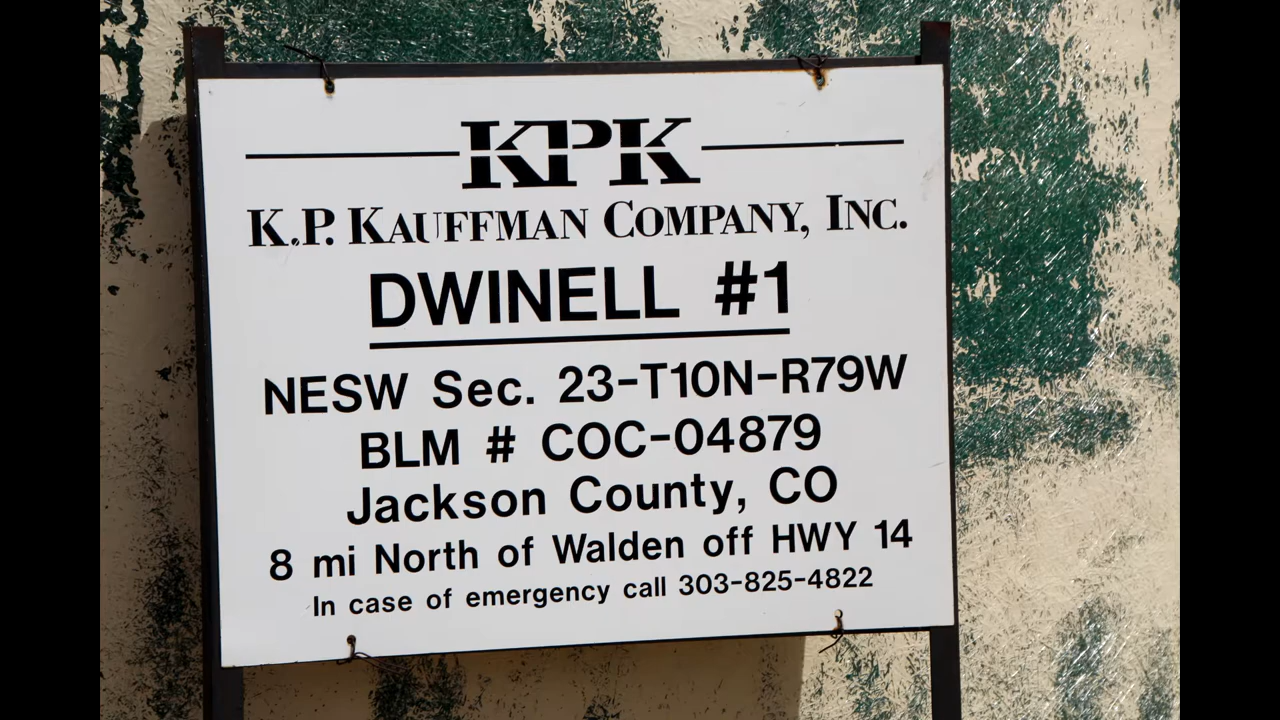 KPK
K.P. KAUFFMAN COMPANY, INC.
DWINELL #1
NESW Sec. 23-T10N-R79W
BLM # COC-04879
Jackson County, CO
8 mi North of Walden off HWY 14
In case of emergency call 303-825-4822